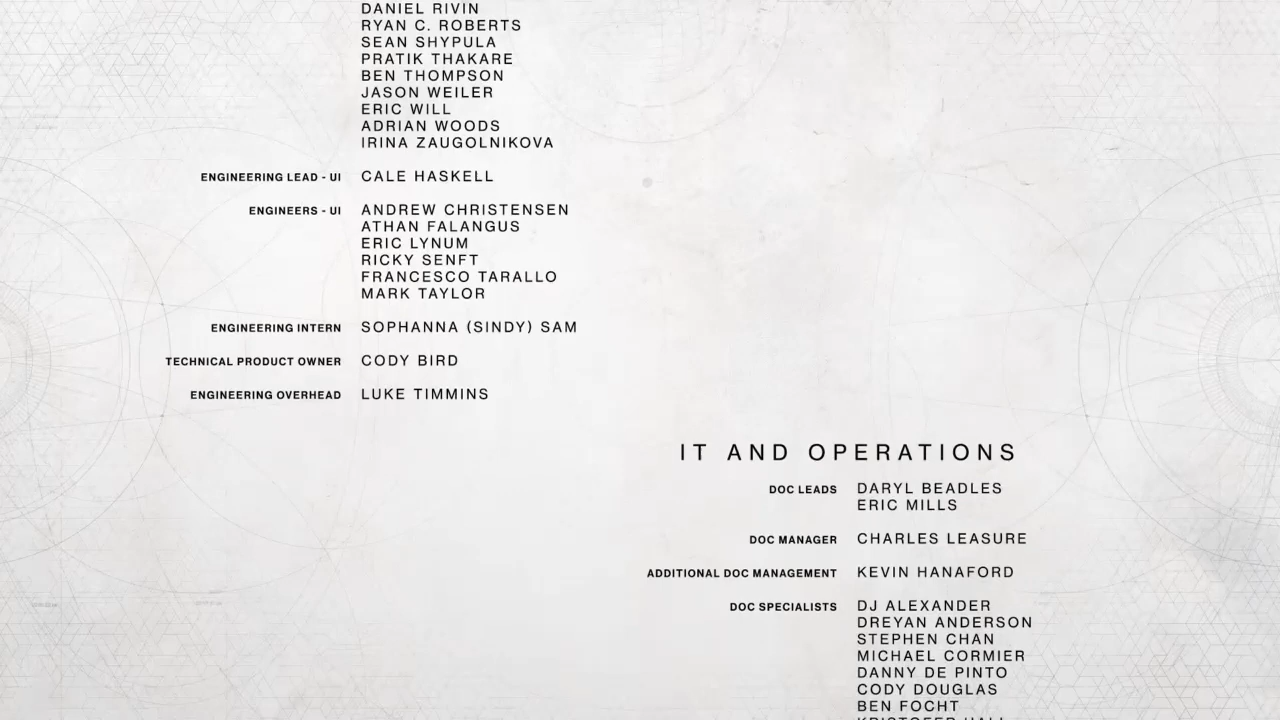 DANIEL RIVIN
RYAN C. ROBERTS
SEAN SHYPULA
PRATIK THAKARE
BEN THOMPSON
JASON WEILER
ERIC WILL
ADRIAN WOODS
IRINA ZAUGOLNIKOVA
ENGINEERING LEAD - UI CALE HASKELL
ENGINEERS - UI ANDREW CHRISTENSEN
ATHAN FALANGUS
ERIC LYNUM
RICKY SENFT
FRANCESCO TARALLO
MARK TAYLOR
ENGINEERING INTERN SOPHANNA (SINDY) SAM
TECHNICAL PRODUCT OWNER CODY BIRD
ENGINEERING OVERHEAD LUKE TIMMINS
IT AND OPERATIONS
DOC LEADS DARYL BEADLES
ERIC MILLS
DOC MANAGER CHARLES LEASURE
ADDITIONAL DOC MANAGEMENT KEVIN HANAFORD
DOC SPECIALISTS DJ ALEXANDER
DREYAN ANDERSON
STEPHEN CHAN
MICHAEL CORMIER
DANNY DE PINTO
CODY DOUGLAS
BEN FOCHT